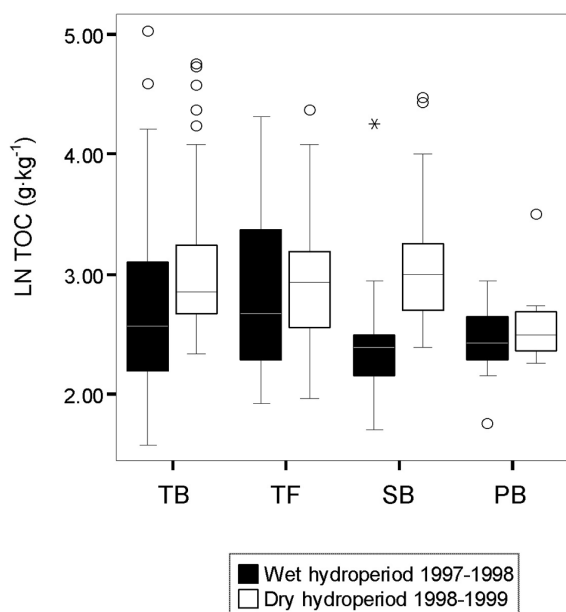 LN TOC (g·kg⁻¹)
5.00
4.00
3.00
2.00
TB TF SB PB
Wet hydroperiod 1997-1998
Dry hydroperiod 1998-1999